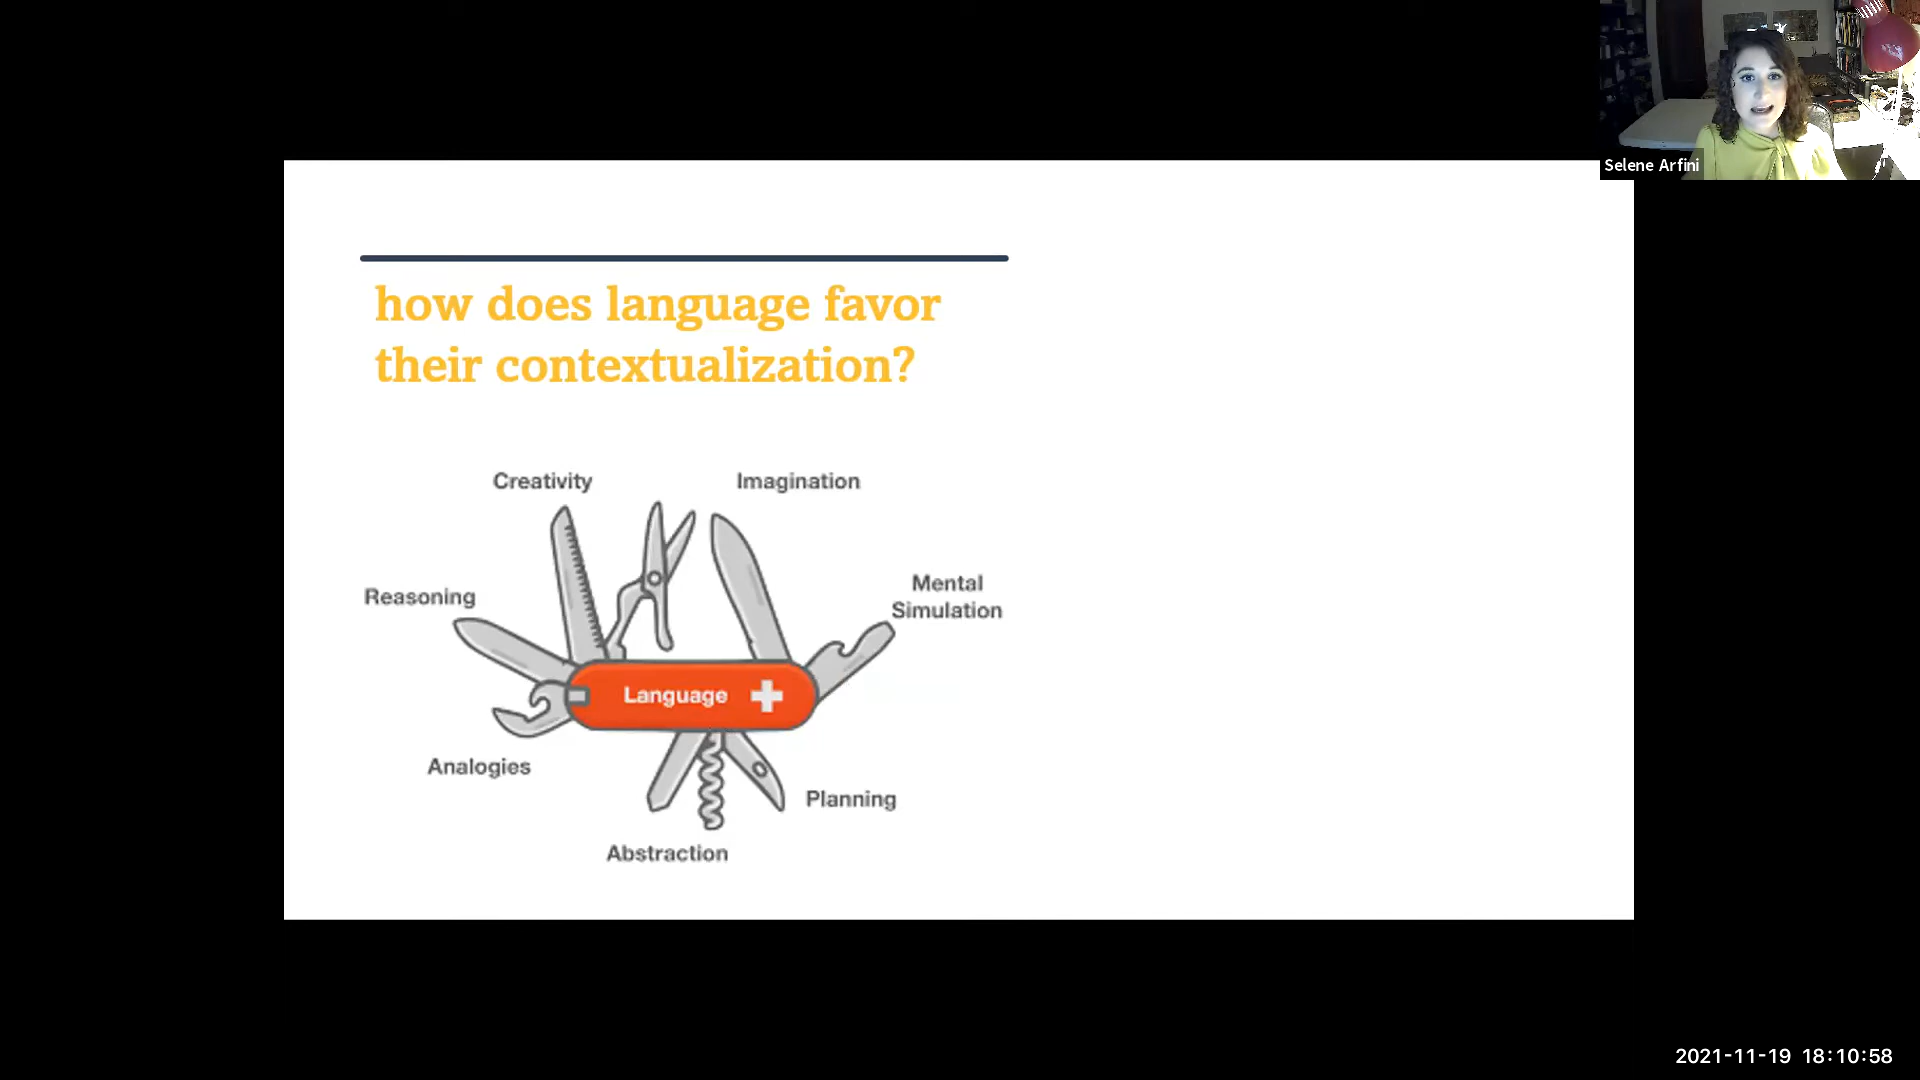 Selene Arfini
how does language favor
their contextualization?
Creativity
Imagination
Reasoning
Mental
Simulation
Language
Analogies
Planning
Abstraction
2021-11-19 18:10:58